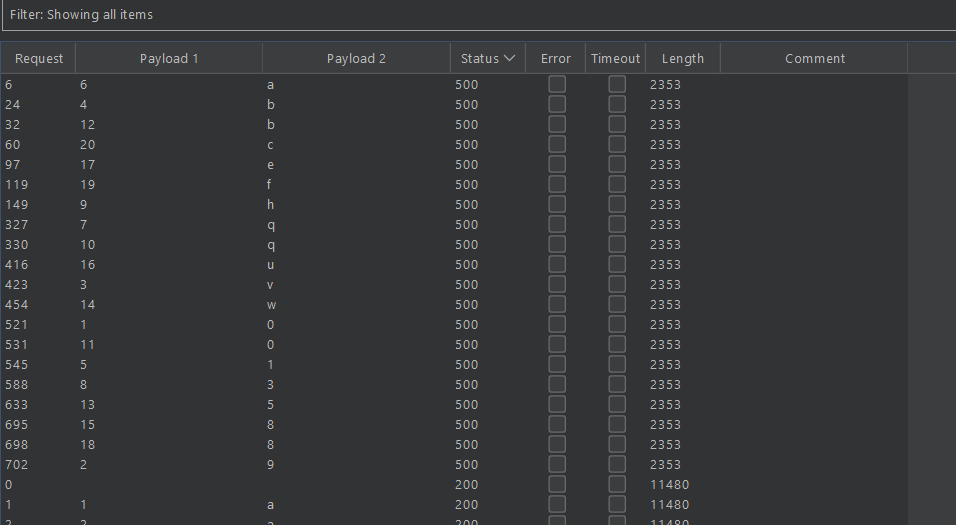 Filter: Showing all items
Request Payload 1 Payload 2 Status Error Timeout Length Comment
6 6 a 500 2353
24 4 b 500 2353
32 12 b 500 2353
60 20 c 500 2353
97 17 e 500 2353
119 19 f 500 2353
149 9 h 500 2353
327 7 q 500 2353
330 10 q 500 2353
416 16 u 500 2353
423 3 v 500 2353
454 14 w 500 2353
521 1 0 500 2353
531 11 0 500 2353
545 5 1 500 2353
588 8 3 500 2353
633 13 5 500 2353
695 15 8 500 2353
698 18 8 500 2353
702 2 9 500 2353
0 200 11480
1 1 a 200 11480
2 2 a 200 11480